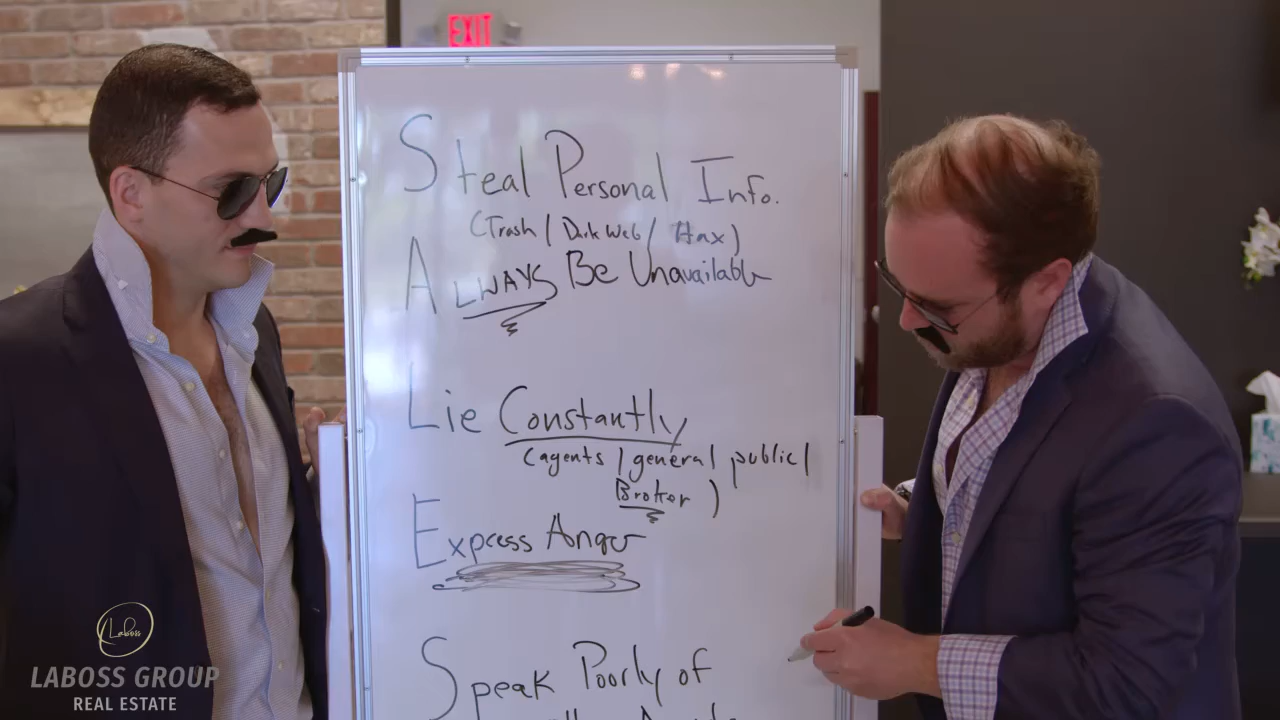 EXIT
Steal Personal Info.
(Trash / Dark Web / Hax)
ALWAYS Be Unavailable
Lie Constantly
(agents / general public /
Broker)
Express Anger
Speak Poorly of
Laboss
LABOSS GROUP
REAL ESTATE